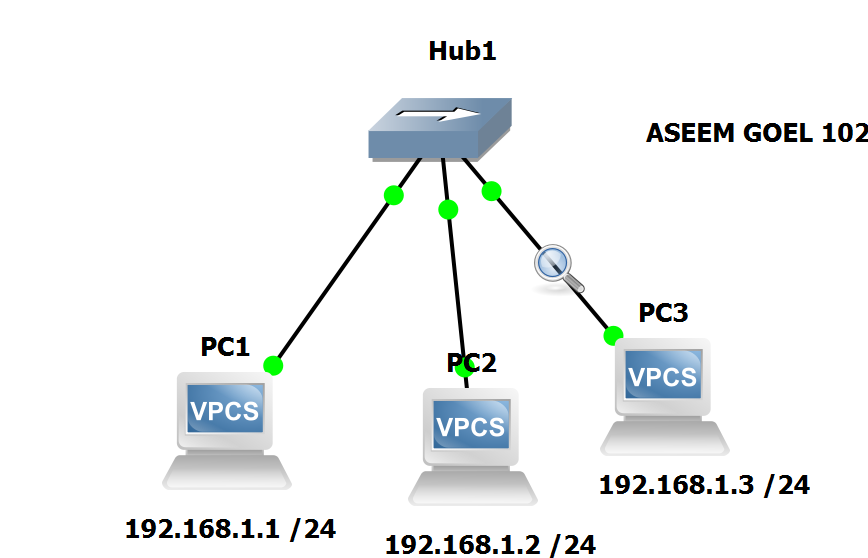 Hub1
ASEEM GOEL 102
PC1
PC2
PC3
VPCS
VPCS
VPCS
192.168.1.1 /24
192.168.1.2 /24
192.168.1.3 /24